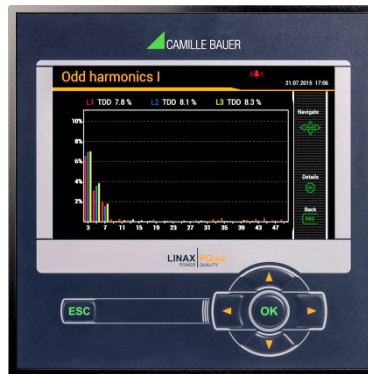 CAMILLE BAUER
Odd harmonics I
21.07.2015 17:06
L1 TDD 7.8 % L2 TDD 8.1 % L3 TDD 8.3 %
Navigate
10%
8%
6%
4%
2%
3 7 11 15 19 23 27 31 35 39 43 47
Details
OK
Back
ESC
LINAX PQ
POWER QUALITY
ESC
OK